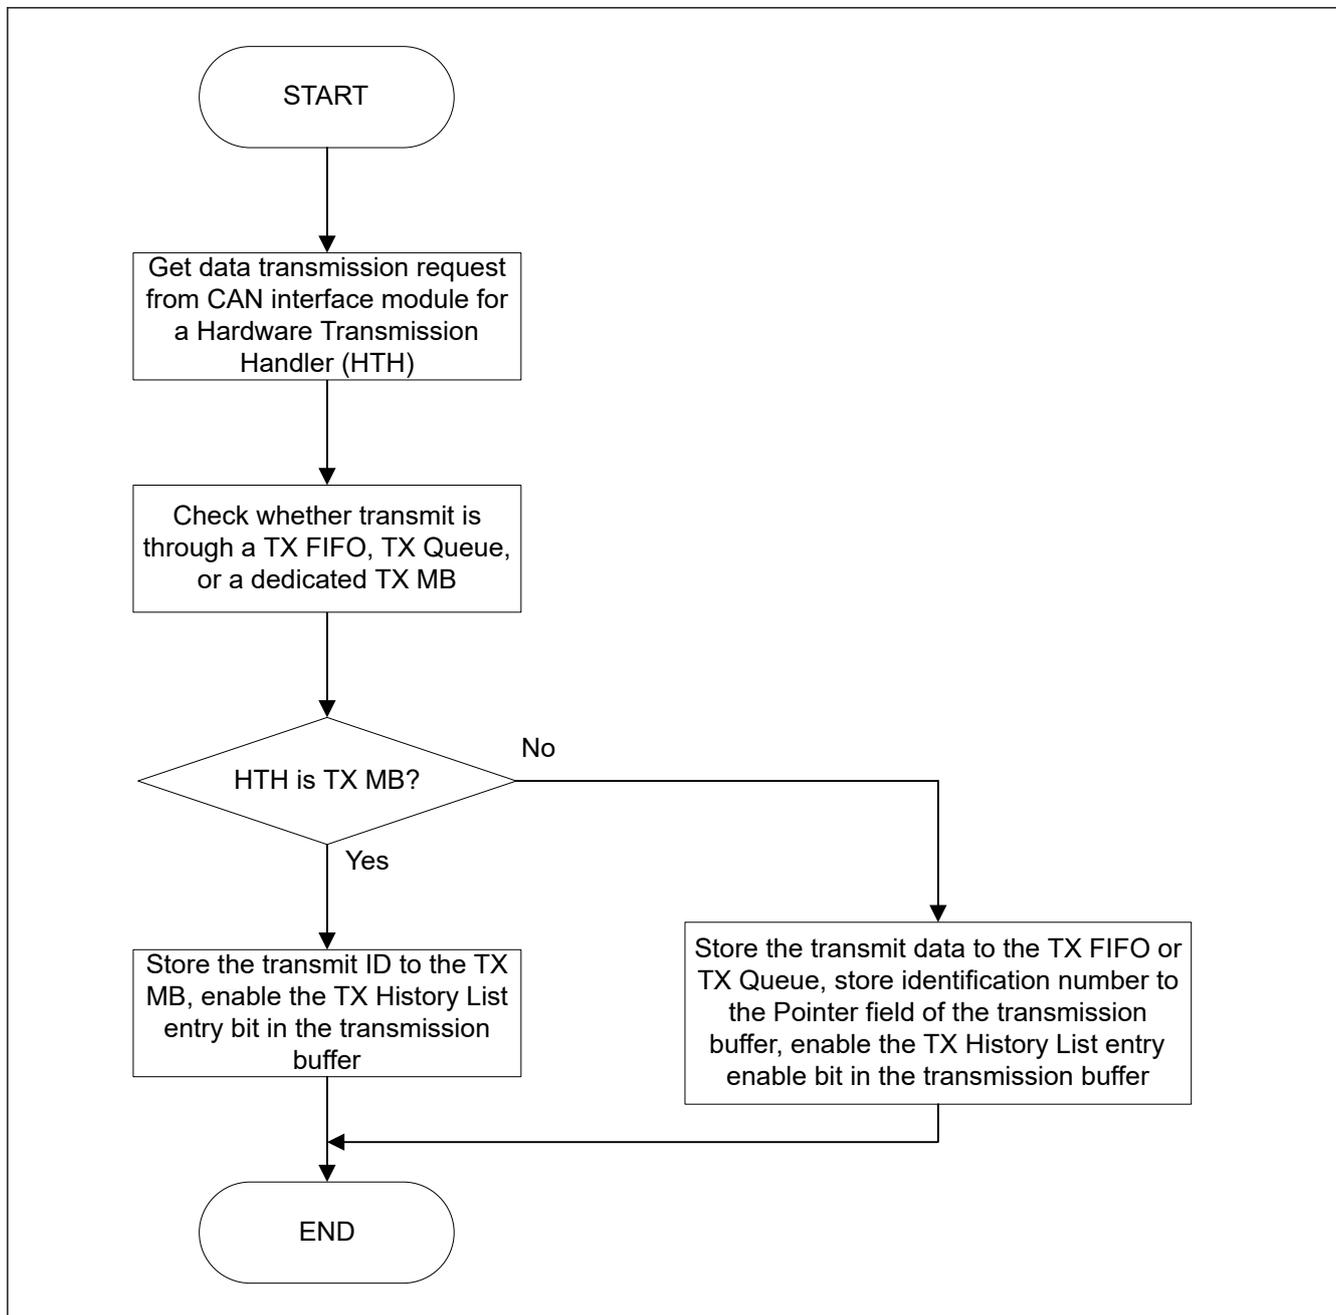 START
Get data transmission request
from CAN interface module for
a Hardware Transmission
Handler (HTH)
Check whether transmit is
through a TX FIFO, TX Queue,
or a dedicated TX MB
HTH is TX MB?
No
Yes
Store the transmit ID to the TX
MB, enable the TX History List
entry bit in the transmission
buffer
Store the transmit data to the TX FIFO or
TX Queue, store identification number to
the Pointer field of the transmission
buffer, enable the TX History List entry
enable bit in the transmission buffer
END